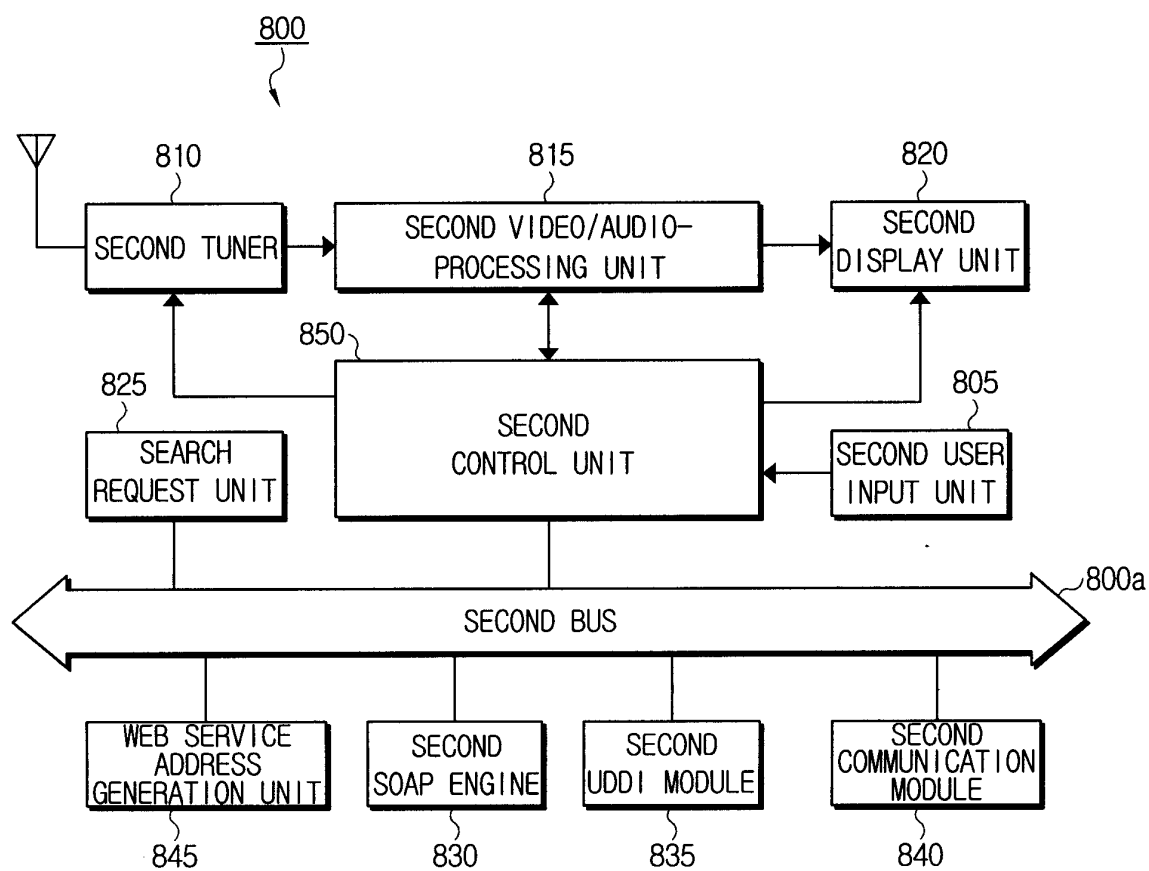 800
810
815
820
SECOND TUNER
SECOND VIDEO/AUDIO-
PROCESSING UNIT
SECOND
DISPLAY UNIT
850
825
805
SEARCH
REQUEST UNIT
SECOND
CONTROL UNIT
SECOND USER
INPUT UNIT
800a
SECOND BUS
WEB SERVICE
ADDRESS
GENERATION UNIT
SECOND
SOAP ENGINE
SECOND
UDDI MODULE
SECOND
COMMUNICATION
MODULE
845
830
835
840